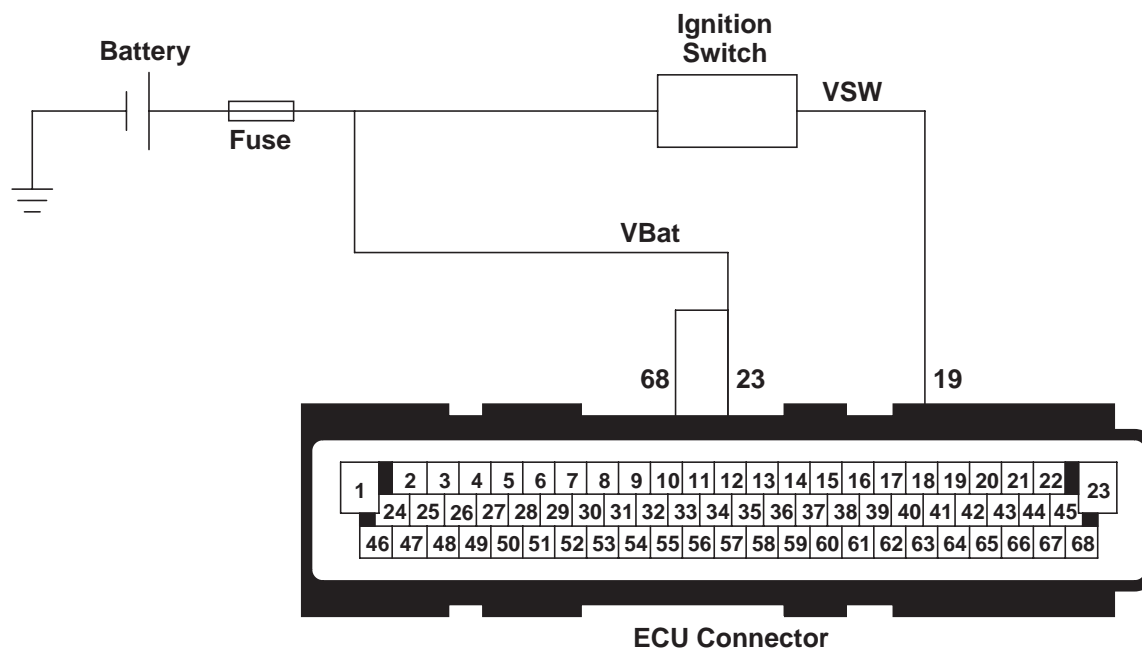 Ignition
Switch
Battery
VSW
Fuse
VBat
68 23 19
1 2 3 4 5 6 7 8 9 10 11 12 13 14 15 16 17 18 19 20 21 22 23
24 25 26 27 28 29 30 31 32 33 34 35 36 37 38 39 40 41 42 43 44 45
46 47 48 49 50 51 52 53 54 55 56 57 58 59 60 61 62 63 64 65 66 67 68
ECU Connector